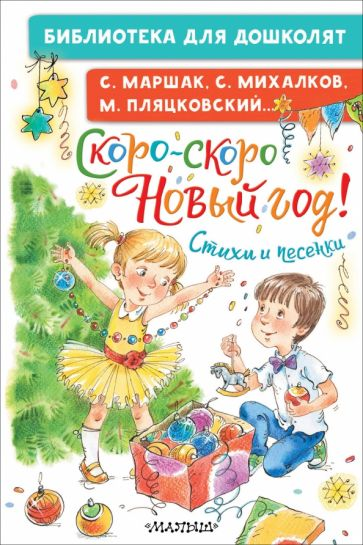 БИБЛИОТЕКА ДЛЯ ДОШКОЛЯТ
С. МАРШАК, С. МИХАЛКОВ,
М. ПЛЯЦКОВСКИЙ...
Скоро-скоро
Новый год!
Стихи и песенки
«МАЛЫШ»